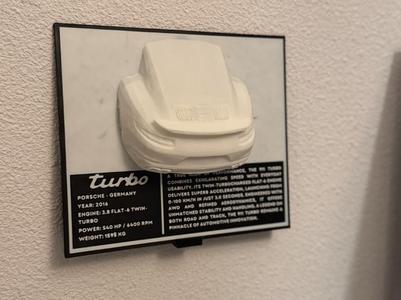 turbo
PORSCHE - GERMANY
YEAR: 2016
ENGINE: 3.8 FLAT-6 TWIN-
TURBO
POWER: 540 HP / 6400 RPM
WEIGHT: 1595 KG
A TRUE ICON OF PERFORMANCE, THE 911 TURBO
COMBINES EXHILARATING SPEED WITH EVERYDAY
USABILITY. ITS TWIN-TURBOCHARGED FLAT-6 ENGINE
DELIVERS SUPERB ACCELERATION, LAUNCHING FROM
0-100 KM/H IN JUST 3.0 SECONDS. IT OFFERS
AWD AND REFINED AERODYNAMICS,
UNMATCHED STABILITY AND HANDLING. A LEGEND ON
BOTH ROAD AND TRACK, THE 911 TURBO REMAINS A
PINNACLE OF AUTOMOTIVE INNOVATION.